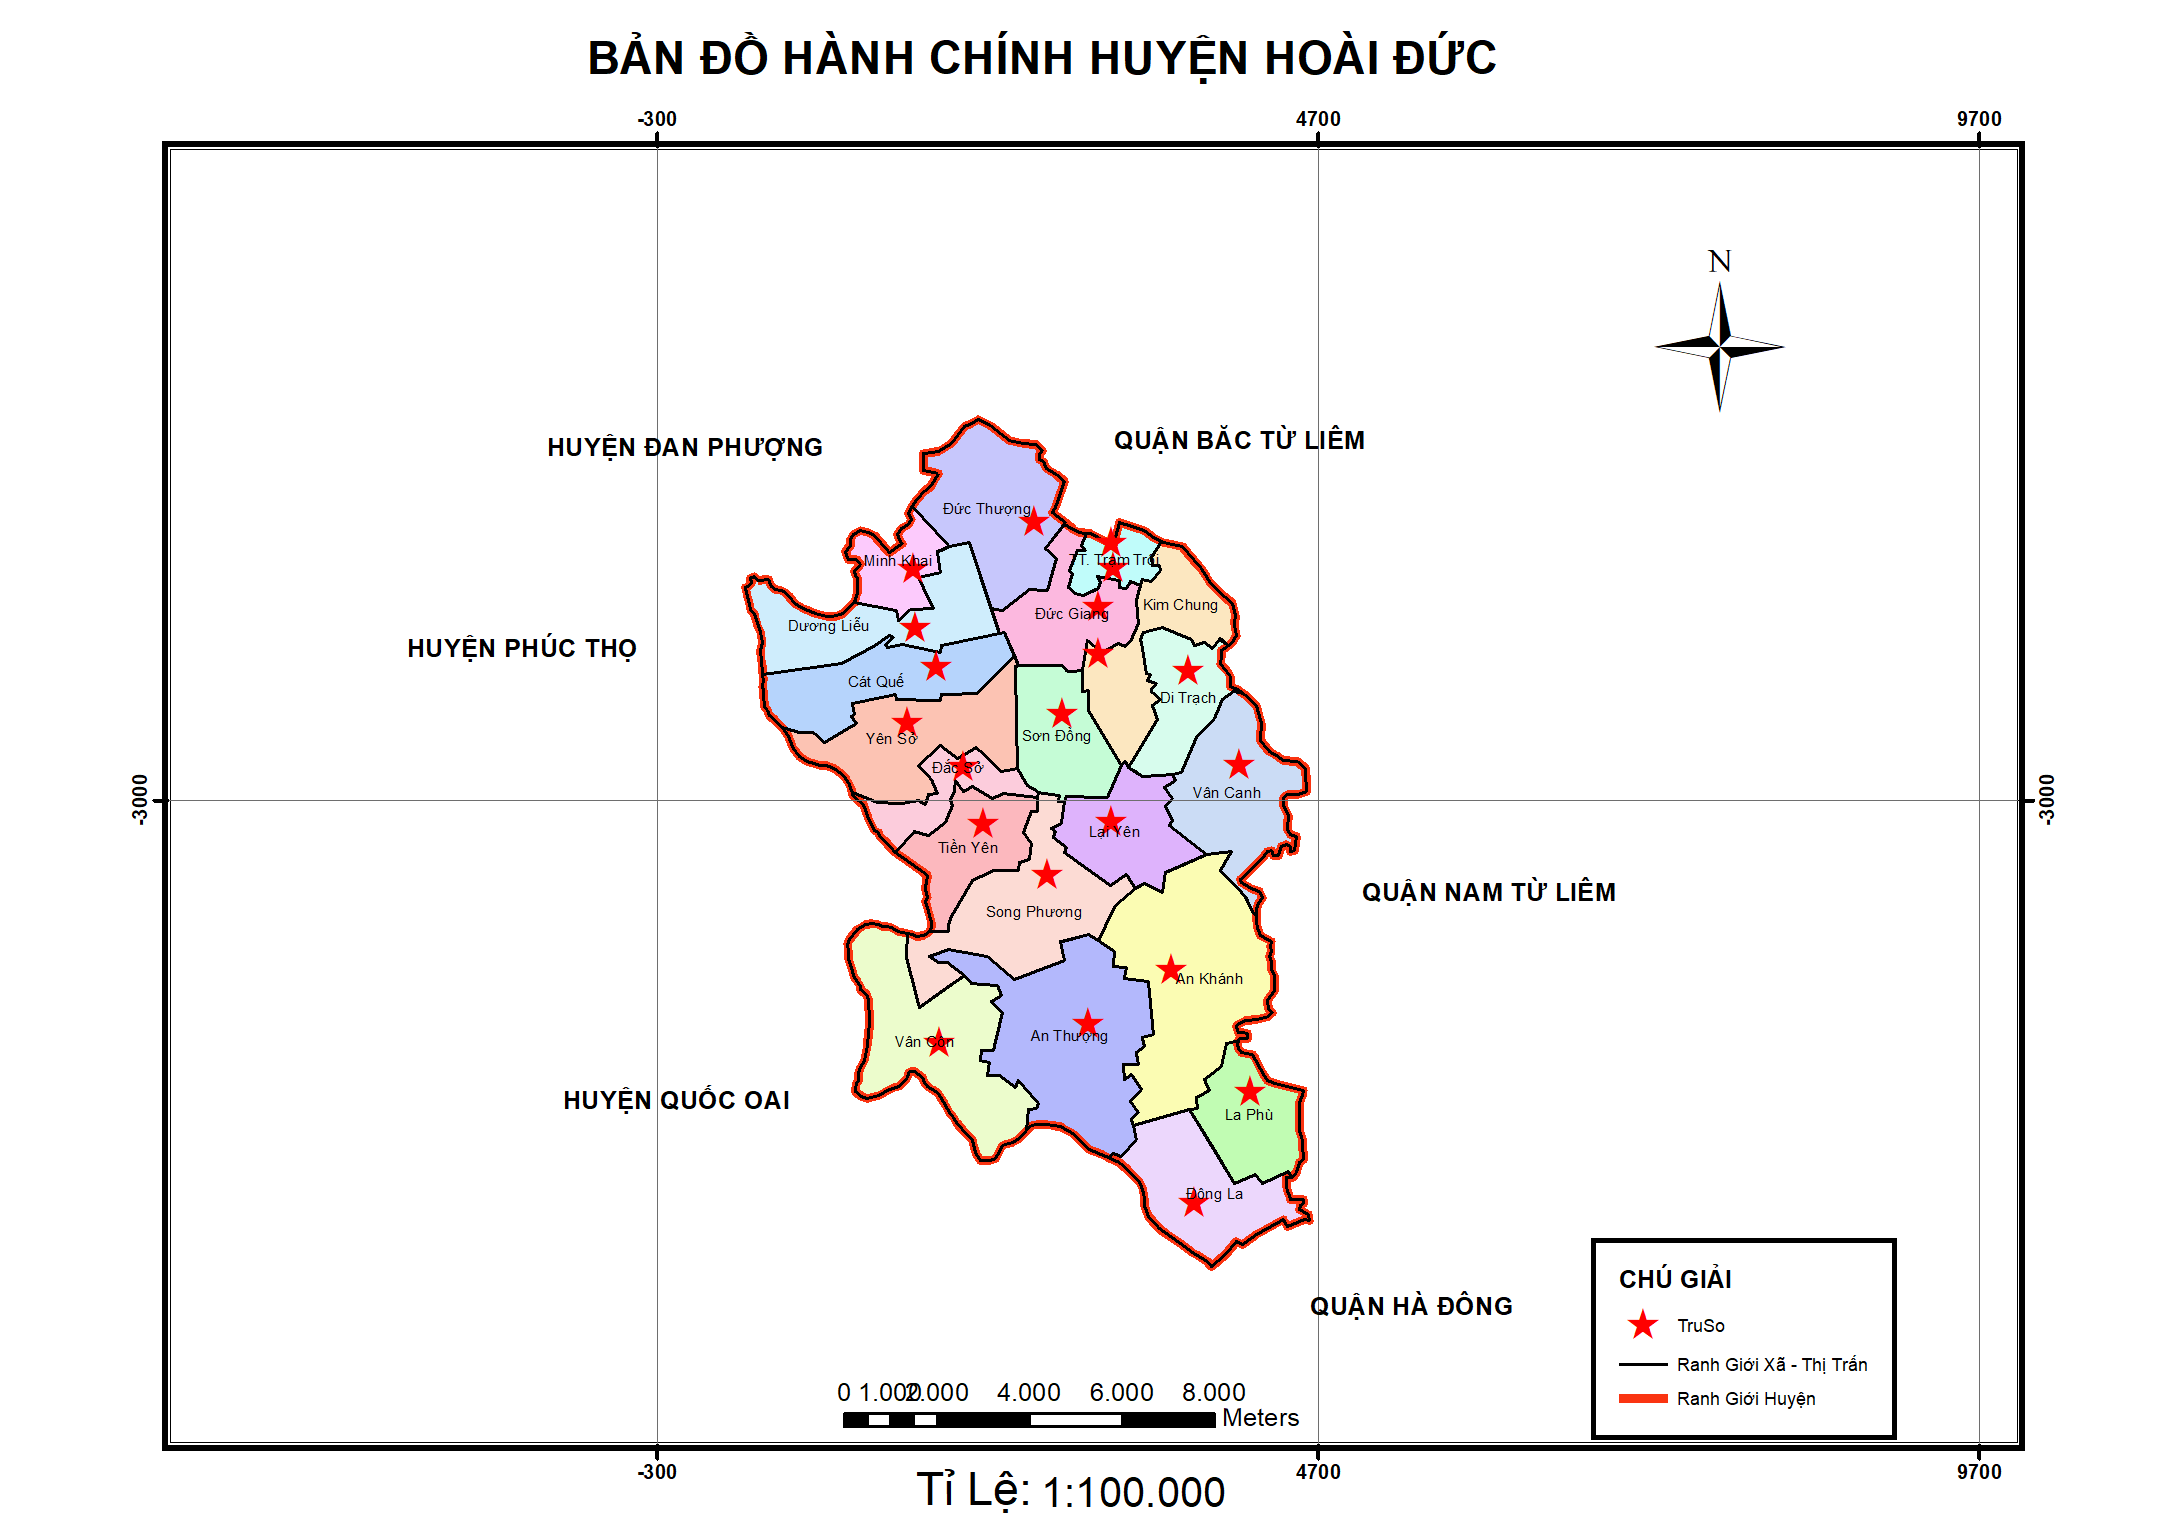 BẢN ĐỒ HÀNH CHÍNH HUYỆN HOÀI ĐỨC
-300 4700 9700
N
HUYỆN ĐAN PHƯỢNG
QUẬN BĂC TỪ LIÊM
Đức Thượng
Minh Khai
TT. Trạm Trôi
Đức Giang
Kim Chung
Dương Liễu
HUYỆN PHÚC THỌ
Cát Quế
Di Trạch
Yên Sở
Sơn Đồng
Đắc Sở
Vân Canh
-3000
-3000
Lại Yên
Tiền Yên
QUẬN NAM TỪ LIÊM
Song Phương
An Khánh
An Thượng
Vân Côn
HUYỆN QUỐC OAI
La Phù
Đông La
QUẬN HÀ ĐÔNG
CHÚ GIẢI
TruSo
Ranh Giới Xã - Thị Trấn
Ranh Giới Huyện
0 1.000 2.000 4.000 6.000 8.000
Meters
-300 4700 9700
Tỉ Lệ: 1:100.000